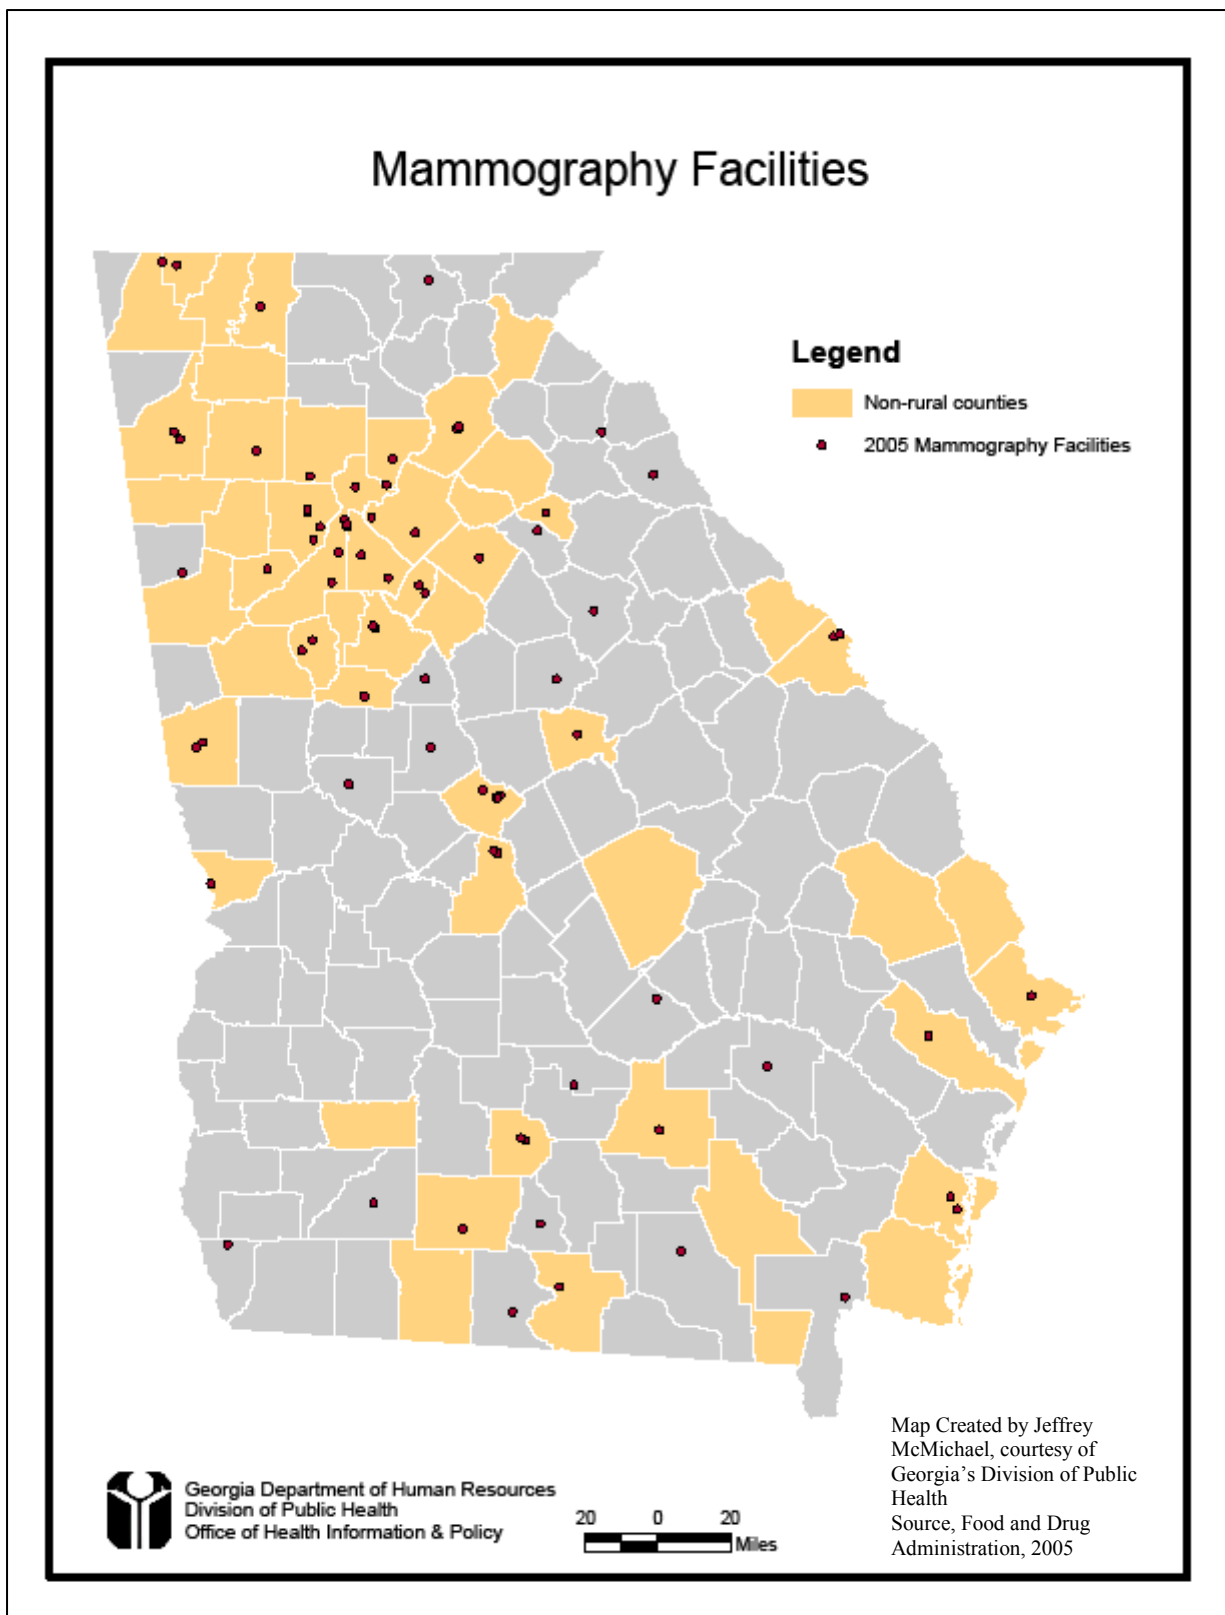 Mammography Facilities
Legend
Non-rural counties
2005 Mammography Facilities
Map Created by Jeffrey
McMichael, courtesy of
Georgia's Division of Public
Health
Source, Food and Drug
Administration, 2005
Georgia Department of Human Resources
Division of Public Health
Office of Health Information & Policy
20 0 20
Miles